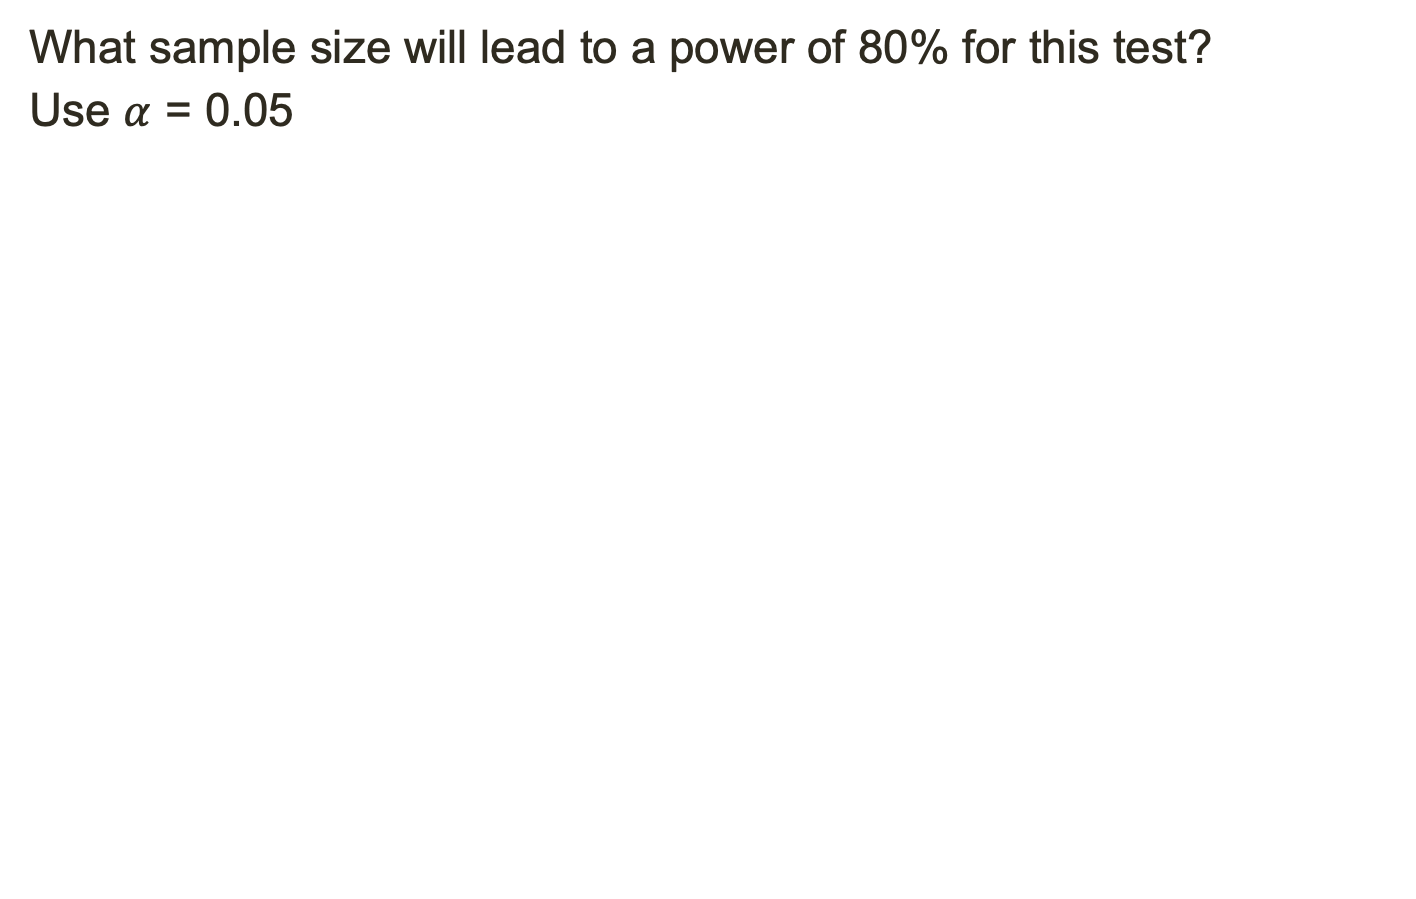 What sample size will lead to a power of 80% for this test?
Use 𝛼 = 0.05